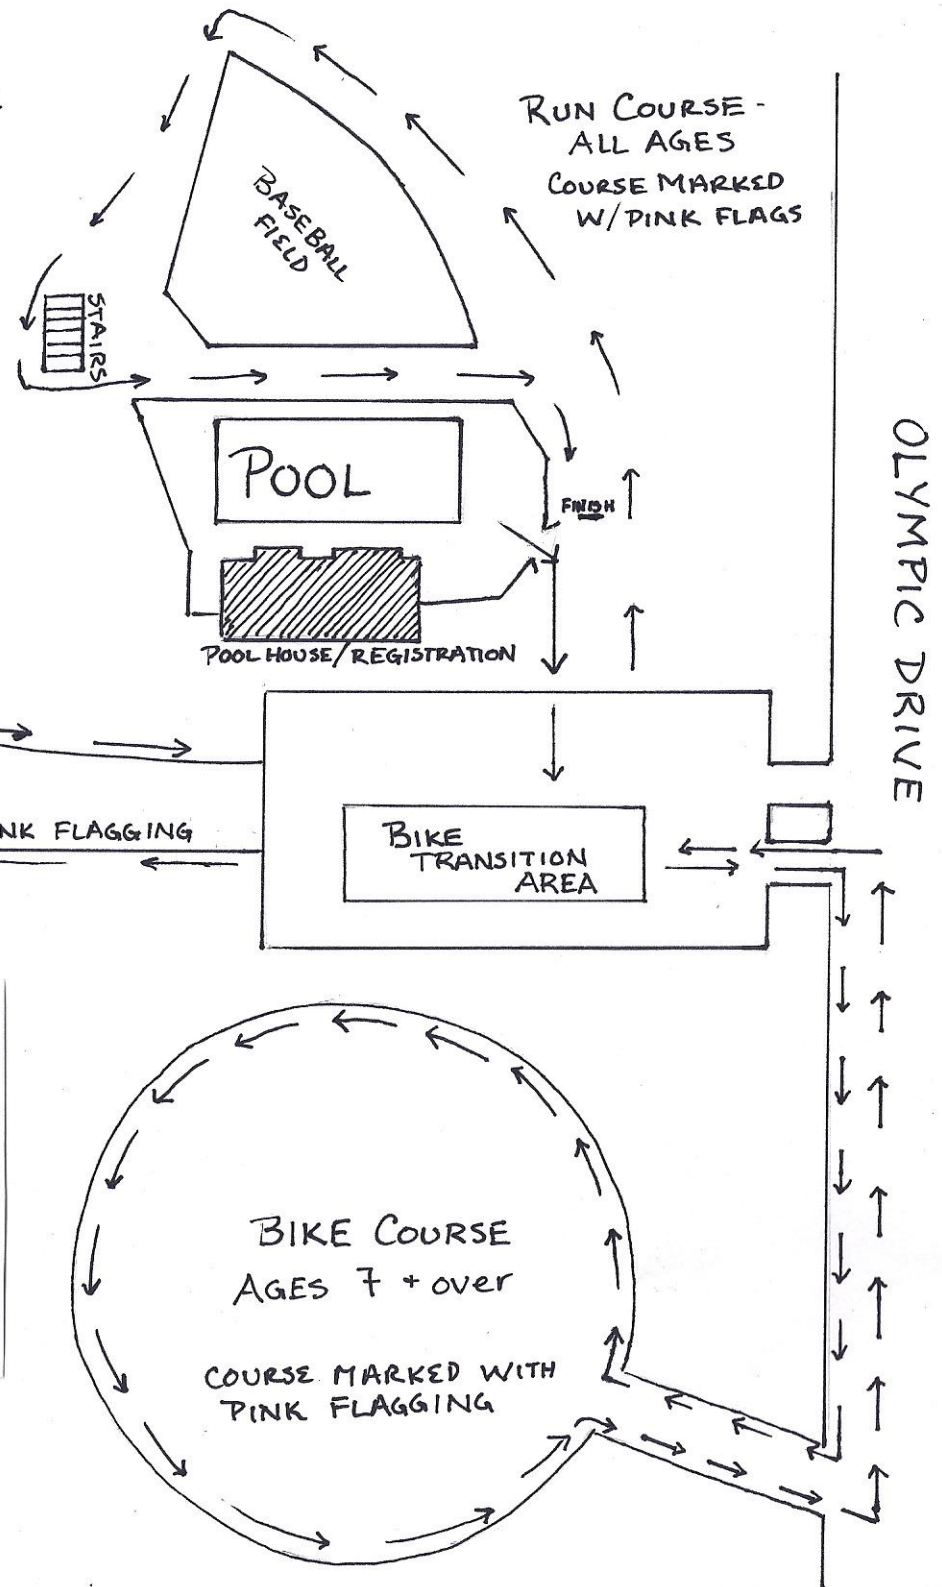 RUN COURSE -
ALL AGES
COURSE MARKED
W/PINK FLAGS
BASEBALL
FIELD
STAIRS
POOL
FINISH
POOL HOUSE/REGISTRATION
OLYMPIC DRIVE
NK FLAGGING
BIKE
TRANSITION
AREA
BIKE COURSE
AGES 7 + over
COURSE MARKED WITH
PINK FLAGGING